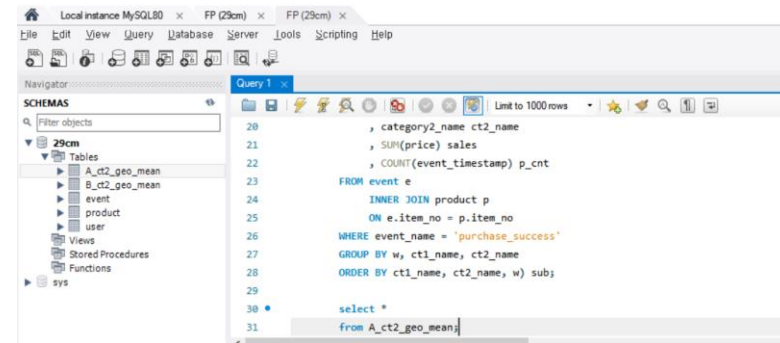 Local instance MySQL80 × FP (29cm) × FP (29cm) ×
File Edit View Query Database Server Tools Scripting Help
Navigator
Query 1 ×
SCHEMAS
Limit to 1000 rows
Filter objects
29cm
Tables
A_ct2_geo_mean
B_ct2_geo_mean
event
product
user
Views
Stored Procedures
Functions
sys
20 , category2_name ct2_name
21 , SUM(price) sales
22 , COUNT(event_timestamp) p_cnt
23 FROM event e
24 INNER JOIN product p
25 ON e.item_no = p.item_no
26 WHERE event_name = 'purchase_success'
27 GROUP BY w, ct1_name, ct2_name
28 ORDER BY ct1_name, ct2_name, w) sub;
29
30 select *
31 from A_ct2_geo_mean;